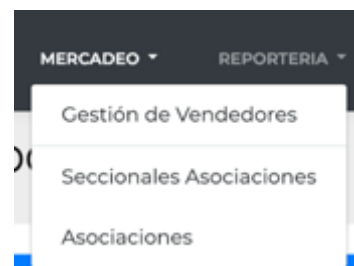 MERCADEO REPORTERIA
Gestión de Vendedores
Seccionales Asociaciones
Asociaciones